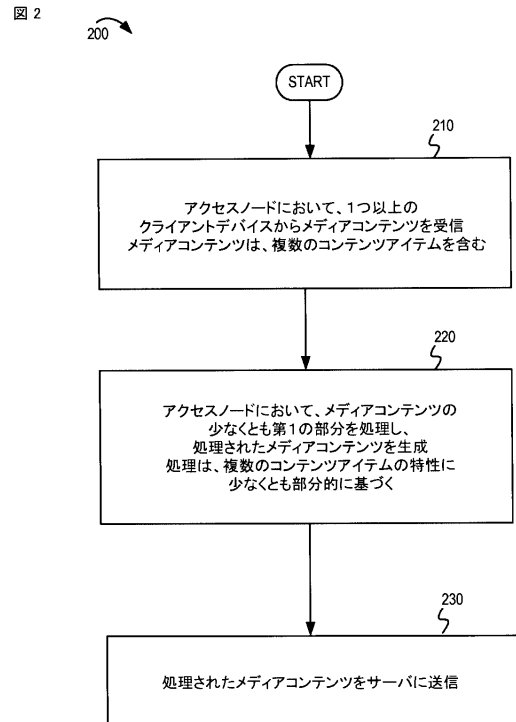 図 2
200
START
210
アクセスノードにおいて、1つ以上の
クライアントデバイスからメディアコンテンツを受信
メディアコンテンツは、複数のコンテンツアイテムを含む
220
アクセスノードにおいて、メディアコンテンツの
少なくとも第1の部分を処理し、
処理されたメディアコンテンツを生成
処理は、複数のコンテンツアイテムの特性に
少なくとも部分的に基づく
230
処理されたメディアコンテンツをサーバに送信